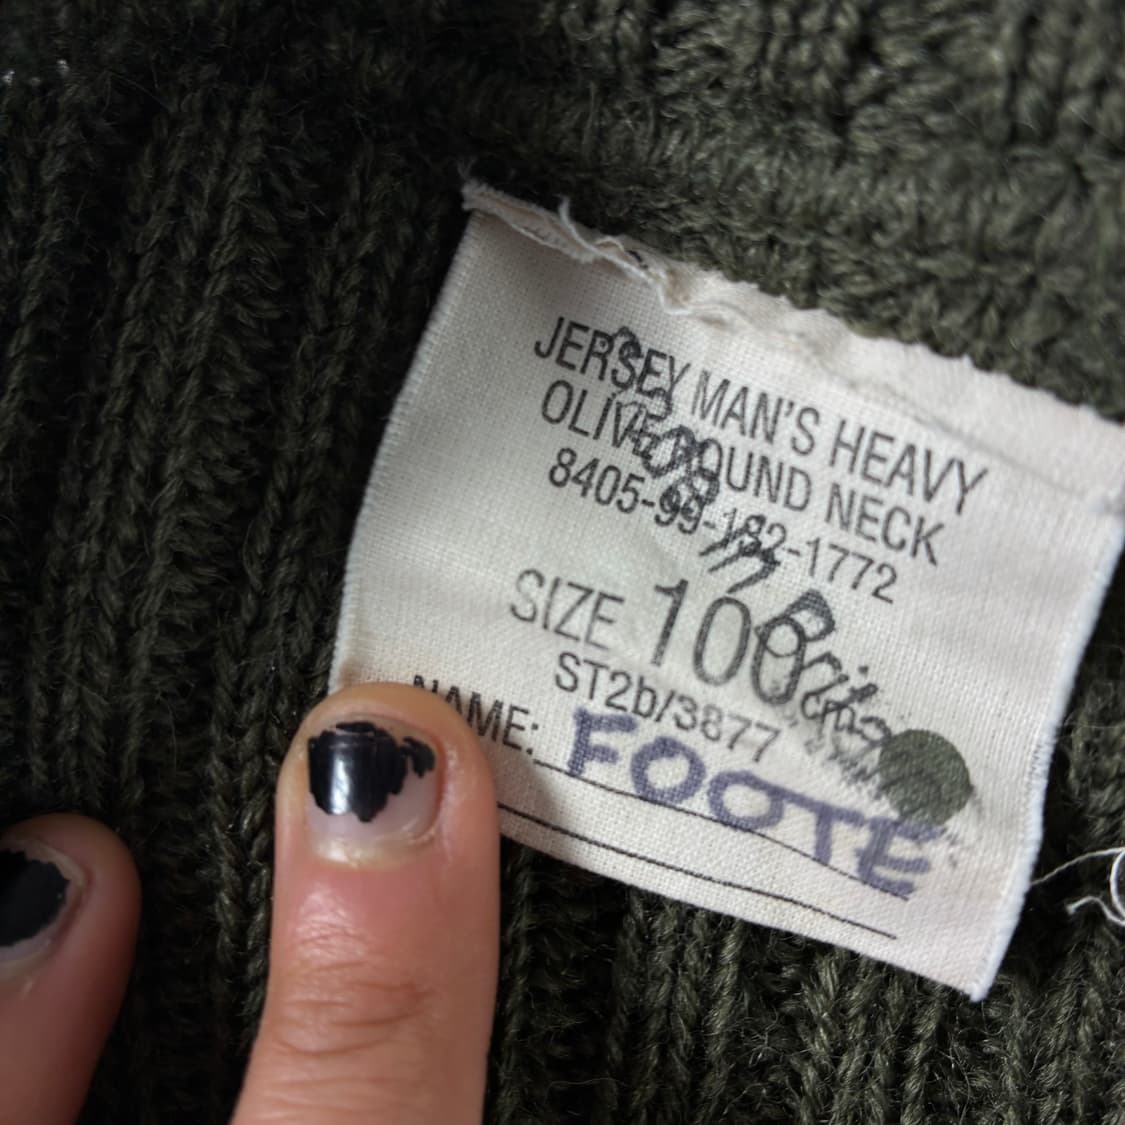 JERSEY MAN'S HEAVY
OLIVE ROUND NECK
8405-99-132-1772
SIZE 100
ST2b/3877
NAME: FOOTE